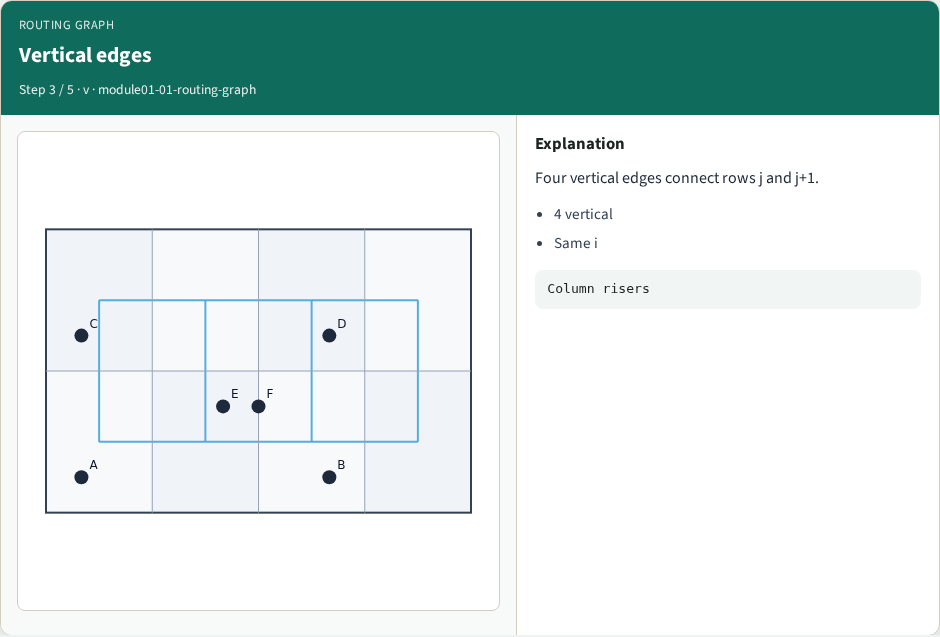 ROUTING GRAPH
Vertical edges
Step 3 / 5 · v · module01-01-routing-graph
C
D
E
F
A
B
Explanation
Four vertical edges connect rows j and j+1.
• 4 vertical
• Same i
Column risers